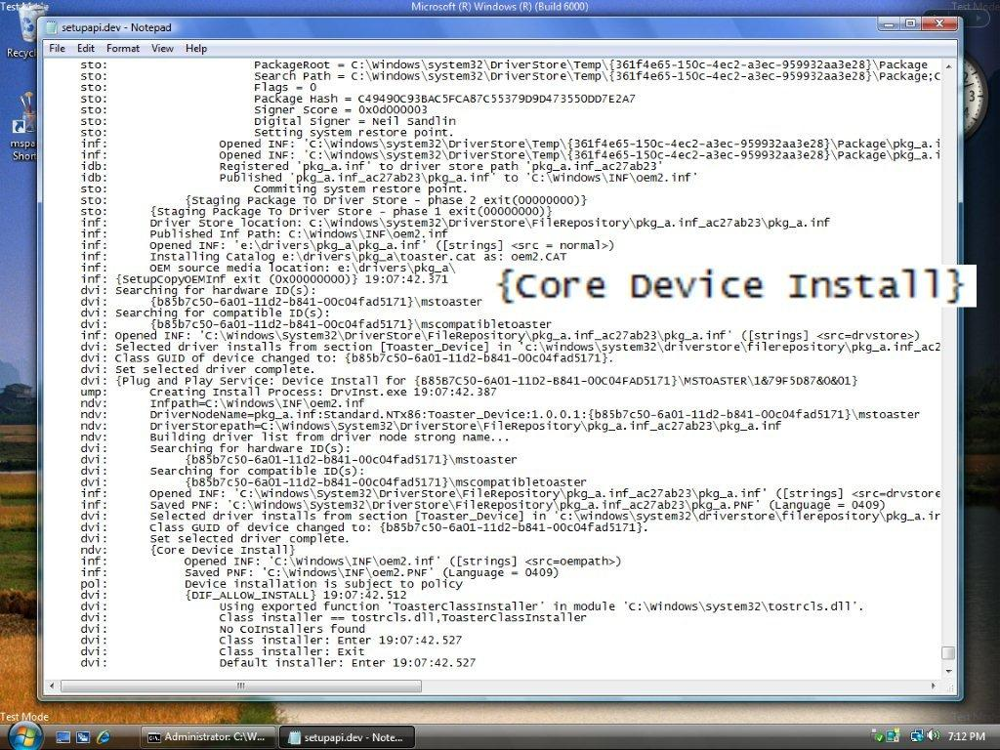 Test Mode
Microsoft (R) Windows (R) (Build 6000)
Test Mode
Recyc
mspa
Short
setupapi.dev - Notepad
File Edit Format View Help
sto: PackageRoot = C:\Windows\system32\DriverStore\Temp\{361f4e65-150c-4ec2-a3ec-959932aa3e28}\Package
sto: Search Path = C:\Windows\system32\DriverStore\Temp\{361f4e65-150c-4ec2-a3ec-959932aa3e28}\Package;C
sto: Flags = 0
sto: Package Hash = C49490C93BAC5FCA87C55379D9D473550DD7E2A7
sto: Signer Score = 0x0d000003
sto: Digital Signer = Neil Sandlin
sto: Setting system restore point.
inf: Opened INF: 'C:\Windows\system32\DriverStore\Temp\{361f4e65-150c-4ec2-a3ec-959932aa3e28}\Package\pkg_a.i
inf: Opened INF: 'C:\Windows\system32\DriverStore\Temp\{361f4e65-150c-4ec2-a3ec-959932aa3e28}\Package\pkg_a.i
idb: Registered 'pkg_a.inf' to driver store path 'pkg_a.inf_ac27ab23'
idb: Published 'pkg_a.inf_ac27ab23\pkg_a.inf' to 'C:\Windows\INF\oem2.inf'
sto: Commiting system restore point.
sto: {Staging Package To Driver Store - phase 2 exit(00000000)}
sto: {Staging Package To Driver Store - phase 1 exit(00000000)}
inf: Driver Store location: C:\Windows\System32\DriverStore\FileRepository\pkg_a.inf_ac27ab23\pkg_a.inf
inf: Published Inf Path: C:\Windows\INF\oem2.inf
inf: Opened INF: 'e:\drivers\pkg_a\pkg_a.inf' ([strings] <src = normal>)
inf: Installing Catalog e:\drivers\pkg_a\toaster.cat as: oem2.CAT
inf: OEM source media location: e:\drivers\pkg_a\
inf: {SetupCopyOEMInf exit (0x00000000)} 19:07:42.371
{Core Device Install}
dvi: Searching for hardware ID(s):
dvi: {b85b7c50-6a01-11d2-b841-00c04fad5171}\mstoaster
dvi: Searching for compatible ID(s):
dvi: {b85b7c50-6a01-11d2-b841-00c04fad5171}\mscompatibletoaster
inf: Opened INF: 'C:\Windows\System32\DriverStore\FileRepository\pkg_a.inf_ac27ab23\pkg_a.inf' ([strings] <src=drvstore>)
dvi: Selected driver installs from section [Toaster_Device] in 'c:\windows\system32\driverstore\filerepository\pkg_a.inf_ac2
dvi: Class GUID of device changed to: {b85b7c50-6a01-11d2-b841-00c04fad5171}.
dvi: Set selected driver complete.
dvi: {Plug and Play Service: Device Install for {B85B7C50-6A01-11D2-B841-00C04FAD5171}\MSTOASTER\1&79F5D87&0&01}
ump: Creating Install Process: DrvInst.exe 19:07:42.387
ndv: Infpath=C:\Windows\INF\oem2.inf
ndv: DriverNodeName=pkg_a.inf:Standard.NTx86:Toaster_Device:1.0.0.1:{b85b7c50-6a01-11d2-b841-00c04fad5171}\mstoaster
ndv: DriverStorepath=C:\Windows\System32\DriverStore\FileRepository\pkg_a.inf_ac27ab23\pkg_a.inf
ndv: Building driver list from driver node strong name...
dvi: Searching for hardware ID(s):
dvi: {b85b7c50-6a01-11d2-b841-00c04fad5171}\mstoaster
dvi: Searching for compatible ID(s):
dvi: {b85b7c50-6a01-11d2-b841-00c04fad5171}\mscompatibletoaster
inf: Opened INF: 'C:\Windows\System32\DriverStore\FileRepository\pkg_a.inf_ac27ab23\pkg_a.inf' ([strings] <src=drvstore
inf: Saved PNF: 'C:\Windows\System32\DriverStore\FileRepository\pkg_a.inf_ac27ab23\pkg_a.PNF' (Language = 0409)
dvi: Selected driver installs from section [Toaster_Device] in 'c:\windows\system32\driverstore\filerepository\pkg_a.ir
dvi: Class GUID of device changed to: {b85b7c50-6a01-11d2-b841-00c04fad5171}.
dvi: Set selected driver complete.
ndv: {Core Device Install}
inf: Opened INF: 'C:\Windows\INF\oem2.inf' ([strings] <src=oempath>)
inf: Saved PNF: 'C:\Windows\INF\oem2.PNF' (Language = 0409)
pol: Device installation is subject to policy
dvi: {DIF_ALLOW_INSTALL} 19:07:42.512
dvi: Using exported function 'ToasterClassInstaller' in module 'C:\Windows\system32\tostrcls.dll'.
dvi: Class installer == tostrcls.dll,ToasterClassInstaller
dvi: No CoInstallers found
dvi: Class installer: Enter 19:07:42.527
dvi: Class installer: Exit
dvi: Default installer: Enter 19:07:42.527
Test Mode
Administrator: C:\W...
setupapi.dev - Note...
7:12 PM